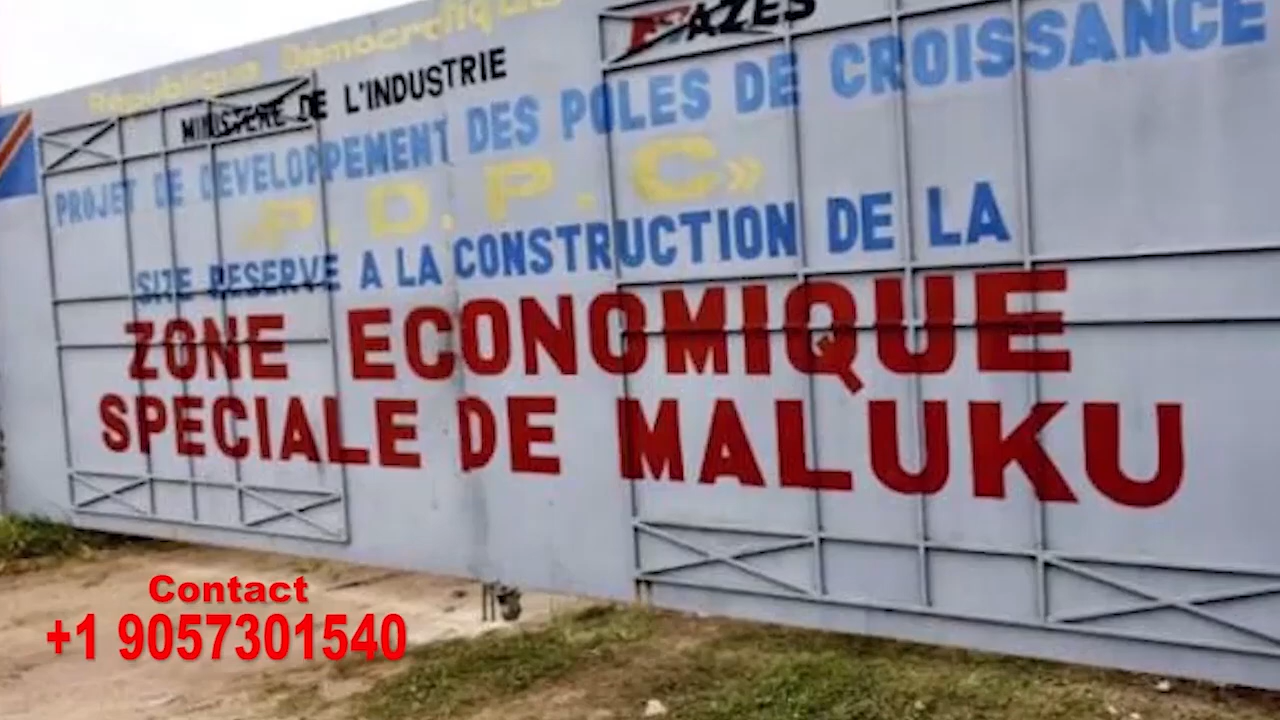 République Démocratique
MINISTERE DE L'INDUSTRIE
AZES
PROJET DE DEVELOPPEMENT DES POLES DE CROISSANCE
P.D.P.C»
SITE RESERVE A LA CONSTRUCTION DE LA
ZONE ECONOMIQUE
SPECIALE DE MALUKU
Contact
+1 9057301540